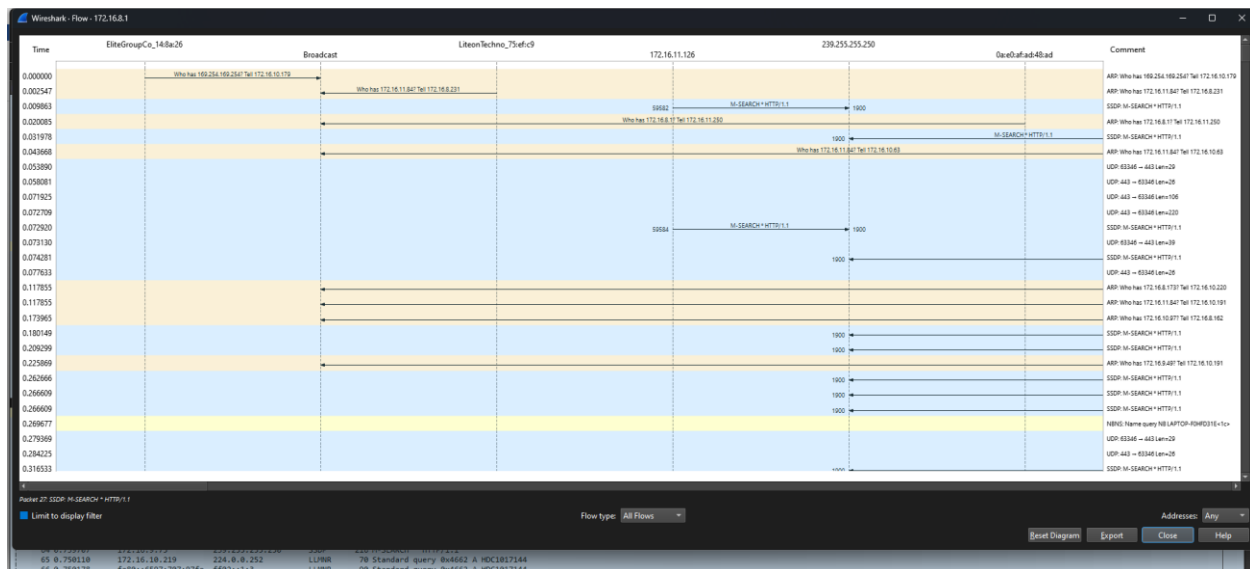 Wireshark - Flow - 172.16.8.1
Time EliteGroupCo_14:8a:26 Broadcast LiteonTechno_75:ef:c9 172.16.11.126 239.255.255.250 0a:e0:af:ad:48:ad Comment
0.000000 Who has 169.254.169.254? Tell 172.16.10.179 ARP: Who has 169.254.169.254? Tell 172.16.10.179
0.002547 Who has 172.16.11.84? Tell 172.16.8.231 ARP: Who has 172.16.11.84? Tell 172.16.8.231
0.009863 59582 M-SEARCH * HTTP/1.1 1900 SSDP: M-SEARCH * HTTP/1.1
0.020085 Who has 172.16.8.1? Tell 172.16.11.250 ARP: Who has 172.16.8.1? Tell 172.16.11.250
0.031978 1900 M-SEARCH * HTTP/1.1 SSDP: M-SEARCH * HTTP/1.1
0.043668 Who has 172.16.11.84? Tell 172.16.10.63 ARP: Who has 172.16.11.84? Tell 172.16.10.63
0.053890 UDP: 63346 → 443 Len=29
0.058081 UDP: 443 → 63346 Len=26
0.071925 UDP: 443 → 63346 Len=106
0.072709 UDP: 443 → 63346 Len=220
0.072920 59584 M-SEARCH * HTTP/1.1 1900 SSDP: M-SEARCH * HTTP/1.1
0.073130 UDP: 63346 → 443 Len=39
0.074281 1900 SSDP: M-SEARCH * HTTP/1.1
0.077633 UDP: 443 → 63346 Len=26
0.117855 ARP: Who has 172.16.8.173? Tell 172.16.10.220
0.117855 ARP: Who has 172.16.11.84? Tell 172.16.10.191
0.173965 ARP: Who has 172.16.10.97? Tell 172.16.8.162
0.180149 1900 SSDP: M-SEARCH * HTTP/1.1
0.209299 1900 SSDP: M-SEARCH * HTTP/1.1
0.225869 ARP: Who has 172.16.9.49? Tell 172.16.10.191
0.262666 1900 SSDP: M-SEARCH * HTTP/1.1
0.266609 1900 SSDP: M-SEARCH * HTTP/1.1
0.266609 1900 SSDP: M-SEARCH * HTTP/1.1
0.269677 NBNS: Name query NB
0.279369 UDP: 63346 → 443 Len=29
0.284225 UDP: 443 → 63346 Len=26
0.316533 1900 SSDP: M-SEARCH * HTTP/1.1
Packet 27: SSDP: M-SEARCH * HTTP/1.1
Limit to display filter Flow type: All Flows Addresses: Any
Reset Diagram Export Close Help
65 0.750110 172.16.10.219 224.0.0.252 LLMNR 70 Standard query 0x4662 A HDC1017144